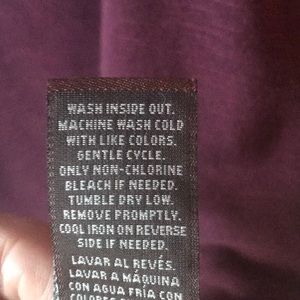 WASH INSIDE OUT.
MACHINE WASH COLD
WITH LIKE COLORS.
GENTLE CYCLE.
ONLY NON-CHLORINE
BLEACH IF NEEDED.
TUMBLE DRY LOW.
REMOVE PROMPTLY.
COOL IRON ON REVERSE
SIDE IF NEEDED.
LAVAR AL REVÉS.
LAVAR A MÁQUINA
CON AGUA FRÍA CON
COLORES